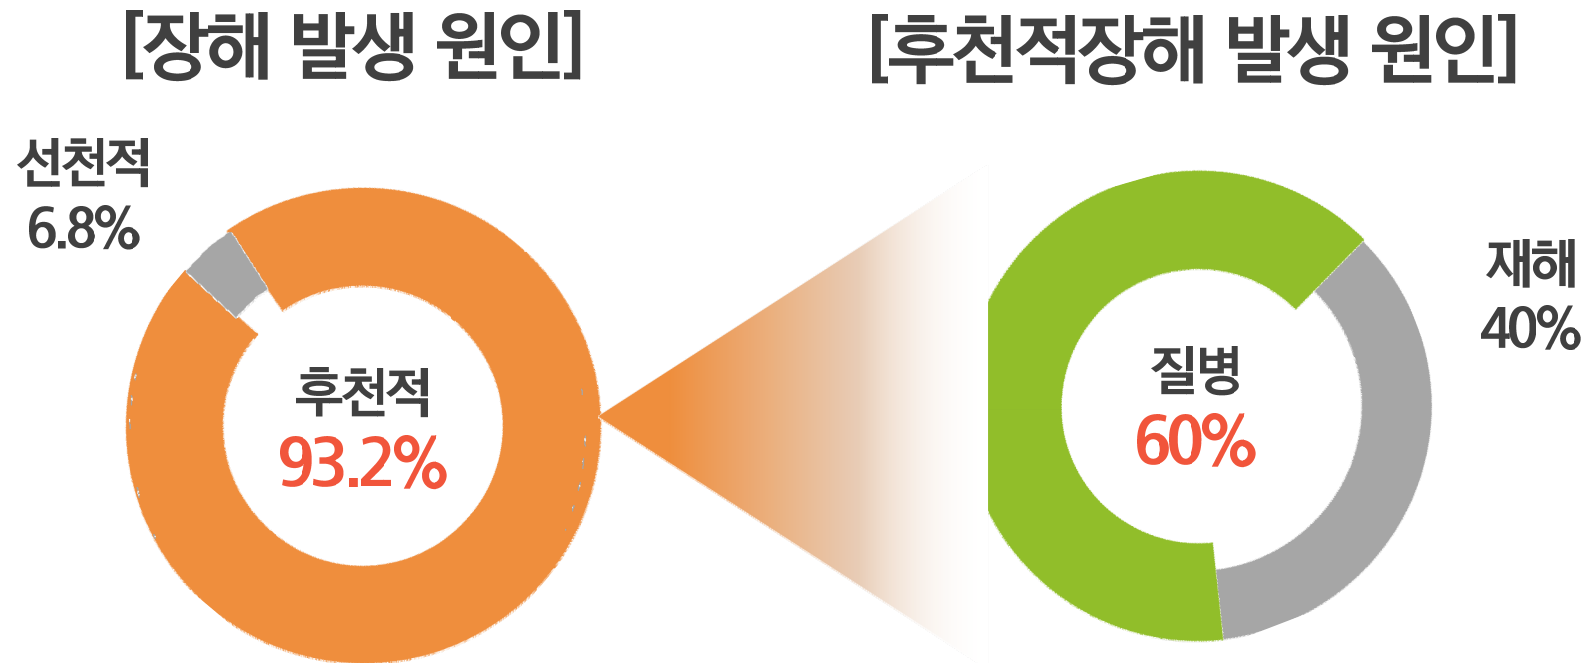 [장해 발생 원인]
[후천적장해 발생 원인]
선천적
6.8%
후천적
93.2%
질병
60%
재해
40%